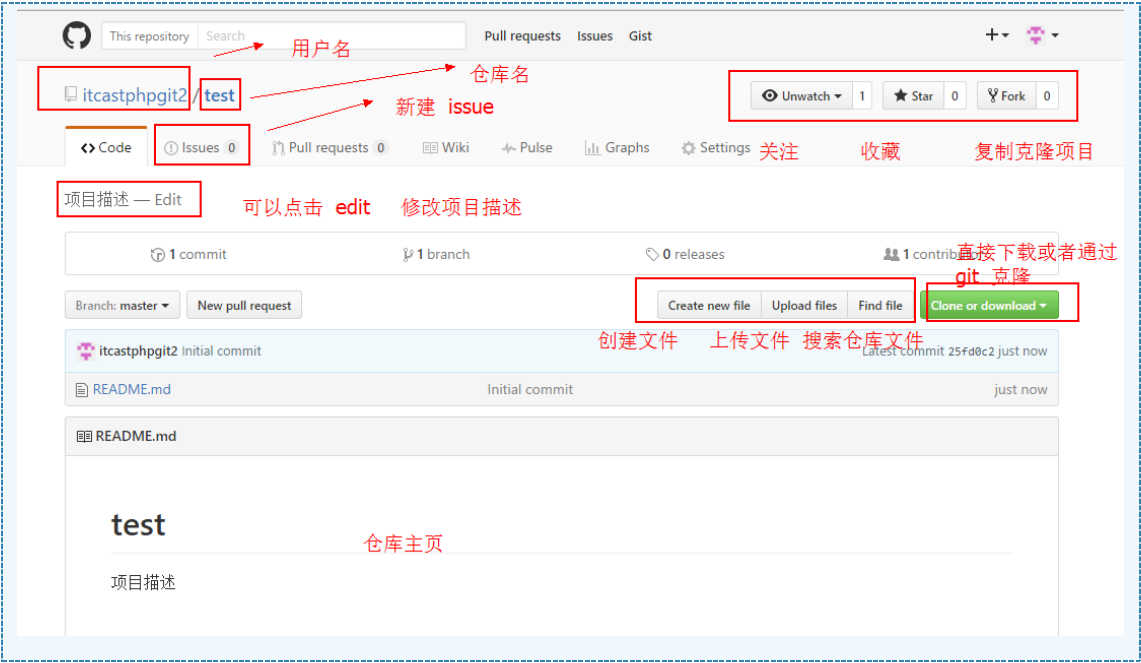 This repository Search Pull requests Issues Gist
用户名
仓库名
itcastphpgit2 / test Unwatch 1 Star 0 Fork 0
新建 issue
Code Issues 0 Pull requests 0 Wiki Pulse Graphs Settings 关注 收藏 复制克隆项目
项目描述 — Edit 可以点击 edit 修改项目描述
1 commit 1 branch 0 releases 1 contributor
直接下载或者通过
git 克隆
Branch: master New pull request Create new file Upload files Find file Clone or download
创建文件 上传文件 搜索仓库文件
itcastphpgit2 Initial commit Latest commit 25fd0c2 just now
README.md Initial commit just now
README.md
test
仓库主页
项目描述